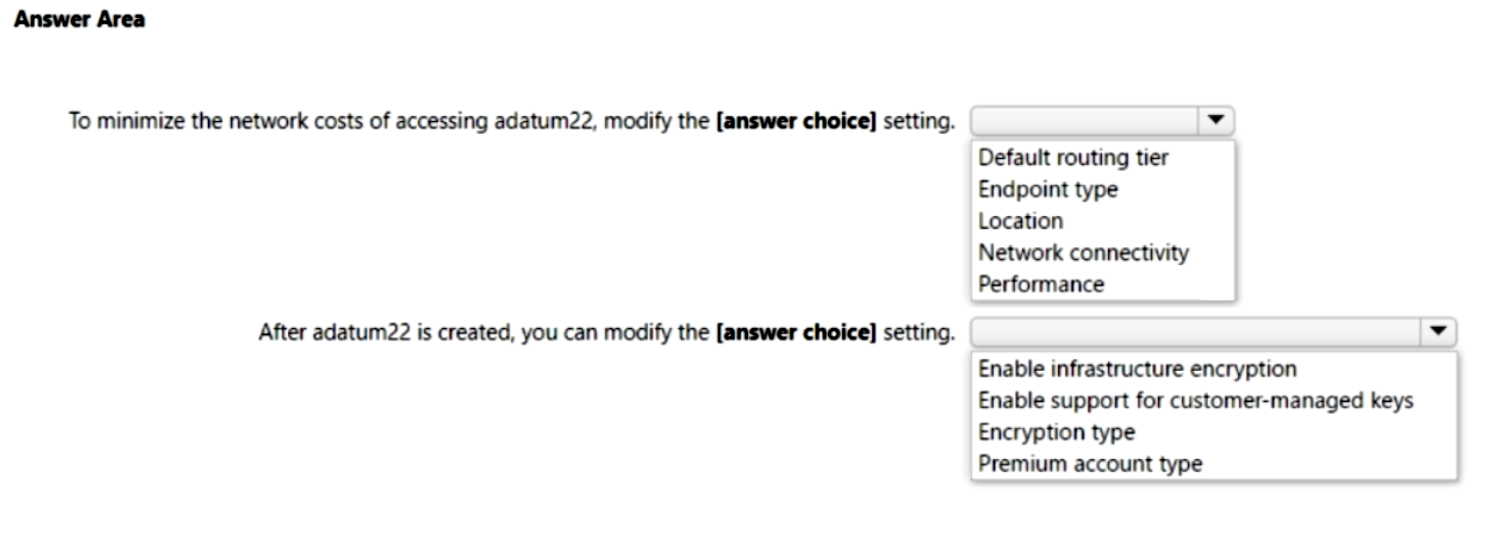 Answer Area
To minimize the network costs of accessing adatum22, modify the [answer choice] setting.
Default routing tier
Endpoint type
Location
Network connectivity
Performance
After adatum22 is created, you can modify the [answer choice] setting.
Enable infrastructure encryption
Enable support for customer-managed keys
Encryption type
Premium account type